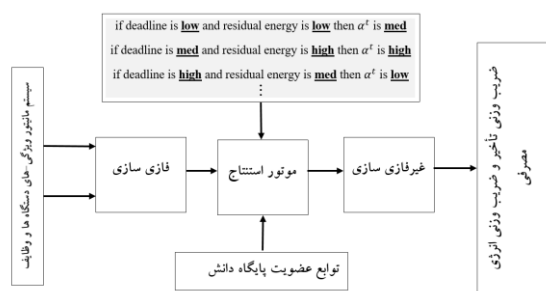 if deadline is low and residual energy is low then αᵗ is med
if deadline is med and residual energy is high then αᵗ is high
if deadline is high and residual energy is med then αᵗ is low
⋮
سیستم مانیتور ویژگی-های دستگاه ها و وظایف
فازی سازی
موتور استنتاج
غیرفازی سازی
ضریب وزنی تأخیر و ضریب وزنی انرژی
مصرفی
توابع عضویت پایگاه دانش